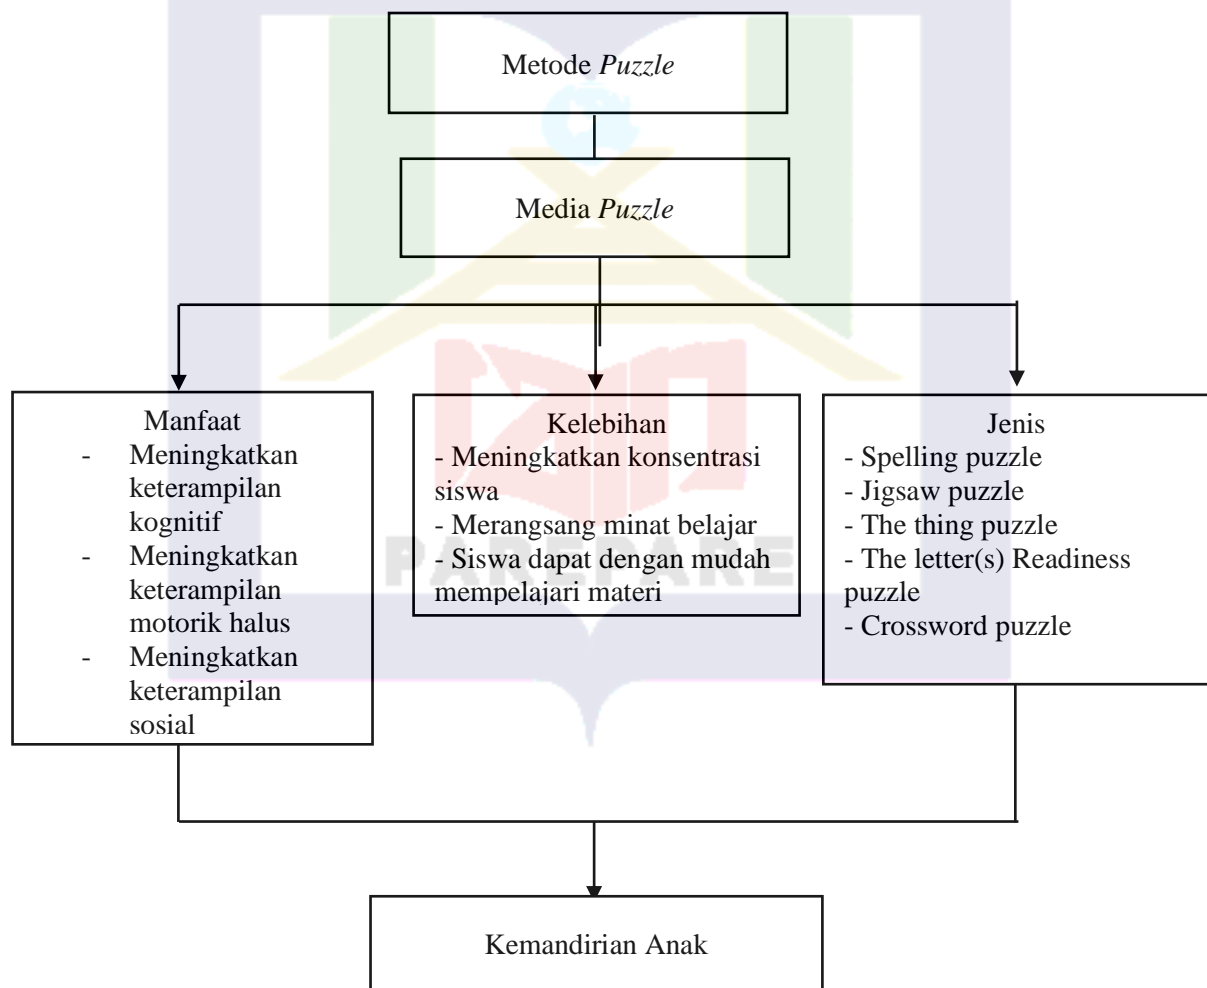 Metode Puzzle
Media Puzzle
Manfaat
- Meningkatkan
keterampilan
kognitif
- Meningkatkan
keterampilan
motorik halus
- Meningkatkan
keterampilan
sosial
Kelebihan
- Meningkatkan konsentrasi
siswa
- Merangsang minat belajar
- Siswa dapat dengan mudah
mempelajari materi
Jenis
- Spelling puzzle
- Jigsaw puzzle
- The thing puzzle
- The letter(s) Readiness
puzzle
- Crossword puzzle
PAREPARE
Kemandirian Anak